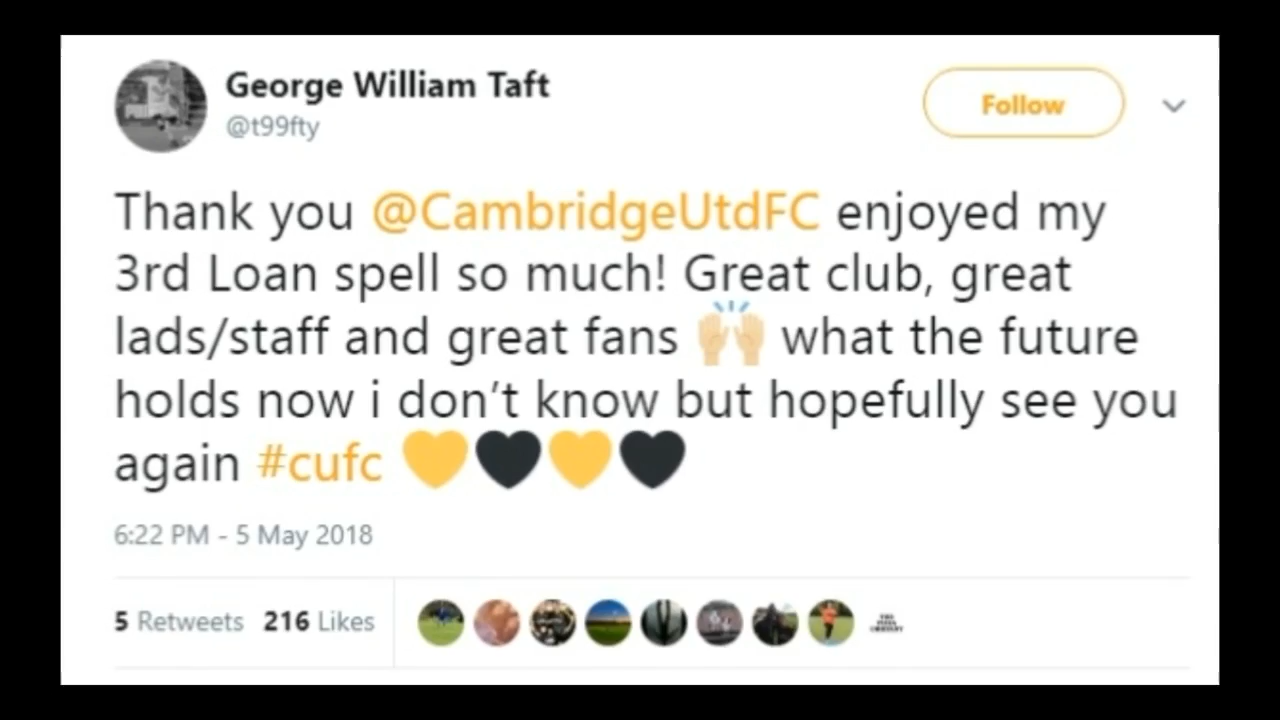 George William Taft
@t99fty
Follow
Thank you @CambridgeUtdFC enjoyed my
3rd Loan spell so much! Great club, great
lads/staff and great fans 🙌🏼 what the future
holds now i don’t know but hopefully see you
again #cufc 💛🖤💛🖤
6:22 PM - 5 May 2018
5 Retweets 216 Likes